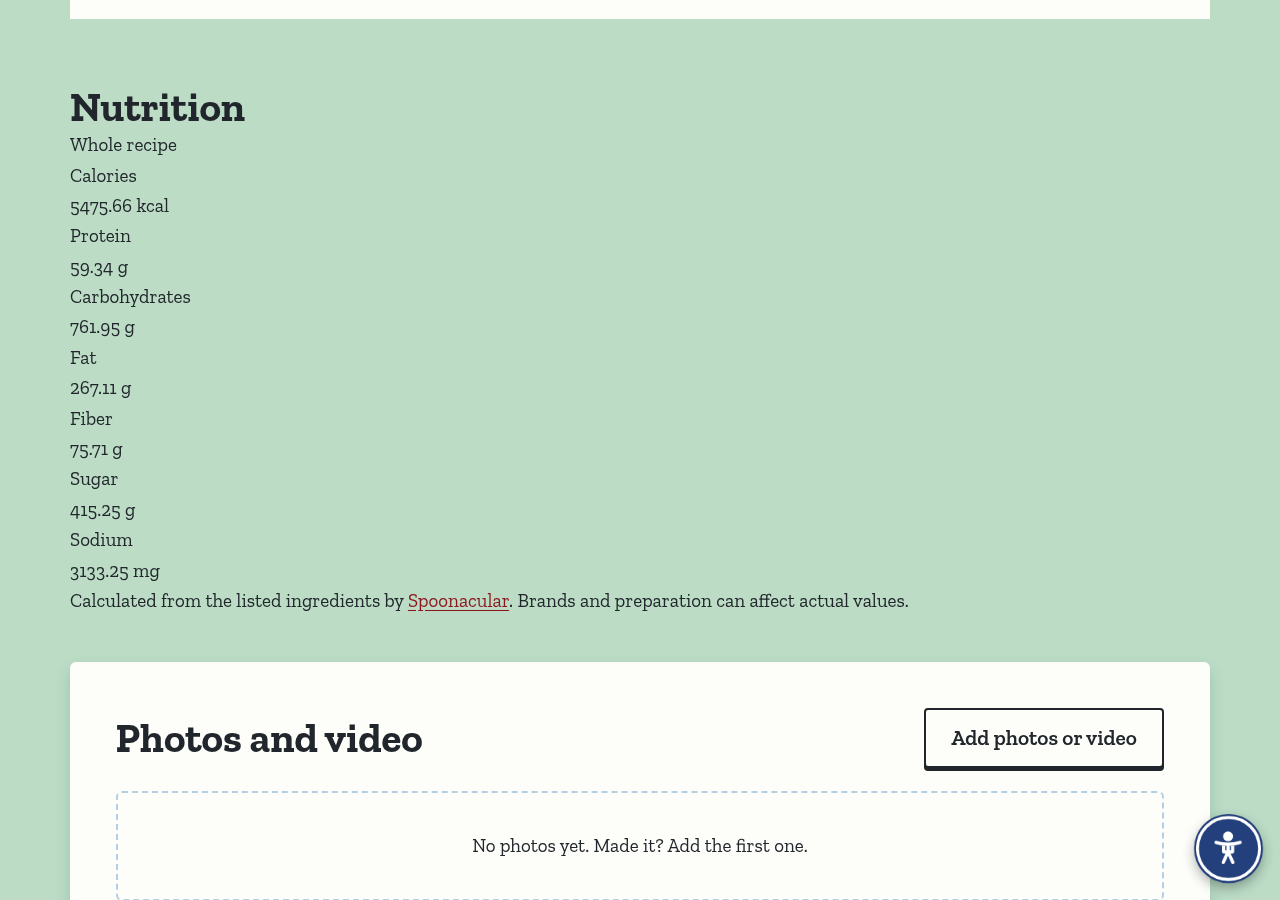 Nutrition
Whole recipe
Calories
5475.66 kcal
Protein
59.34 g
Carbohydrates
761.95 g
Fat
267.11 g
Fiber
75.71 g
Sugar
415.25 g
Sodium
3133.25 mg
Calculated from the listed ingredients by Spoonacular. Brands and preparation can affect actual values.
Photos and video
Add photos or video
No photos yet. Made it? Add the first one.